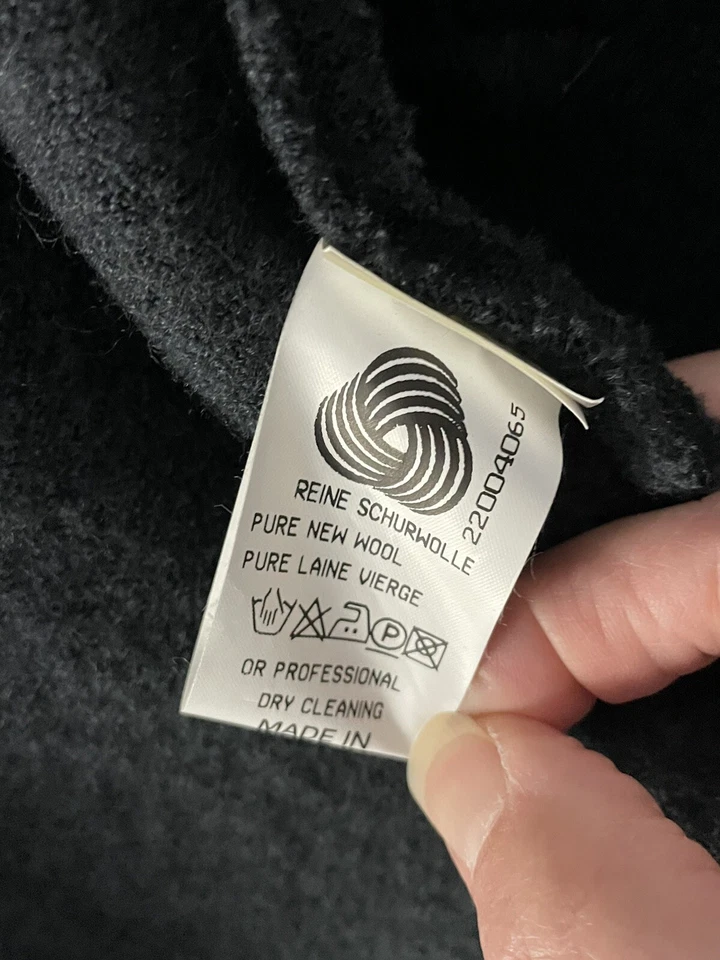 REINE SCHURWOLLE
PURE NEW WOOL
PURE LAINE VIERGE
P
OR PROFESSIONAL
DRY CLEANING
MADE IN
22004065